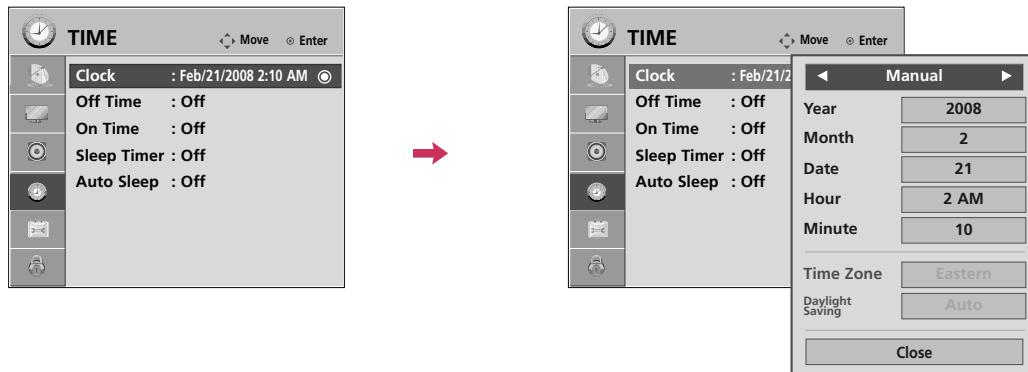 TIME
Move Enter
Clock : Feb/21/2008 2:10 AM
Off Time : Off
On Time : Off
Sleep Timer : Off
Auto Sleep : Off
TIME
Move Enter
Clock : Feb/21/2
Off Time : Off
On Time : Off
Sleep Timer : Off
Auto Sleep : Off
◀ Manual ▶
Year 2008
Month 2
Date 21
Hour 2 AM
Minute 10
Time Zone Eastern
Daylight
Saving Auto
Close